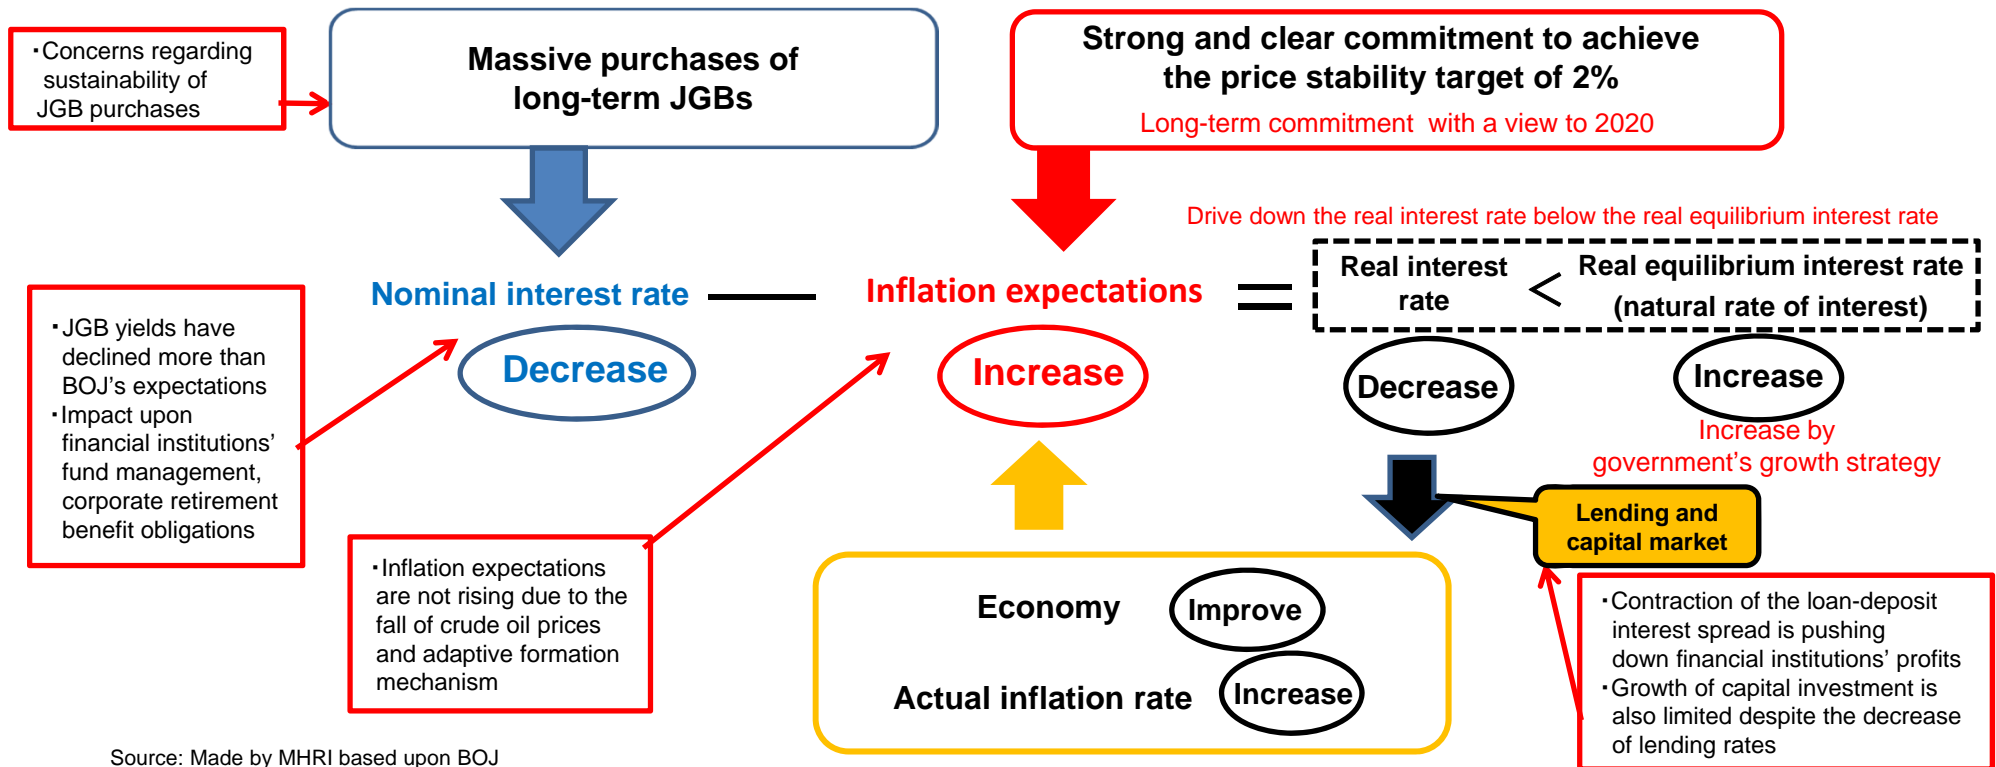 ・Concerns regarding
sustainability of
JGB purchases
Massive purchases of
long-term JGBs
Strong and clear commitment to achieve
the price stability target of 2%
Long-term commitment with a view to 2020
Drive down the real interest rate below the real equilibrium interest rate
Nominal interest rate — Inflation expectations =
Real interest
rate
<
Real equilibrium interest rate
(natural rate of interest)
Decrease
Increase
Decrease
Increase
Increase by
government’s growth strategy
・JGB yields have
declined more than
BOJ’s expectations
・Impact upon
financial institutions’
fund management,
corporate retirement
benefit obligations
・Inflation expectations
are not rising due to the
fall of crude oil prices
and adaptive formation
mechanism
Lending and
capital market
Economy Improve
Actual inflation rate Increase
・Contraction of the loan-deposit
interest spread is pushing
down financial institutions’ profits
・Growth of capital investment is
also limited despite the decrease
of lending rates
Source: Made by MHRI based upon BOJ